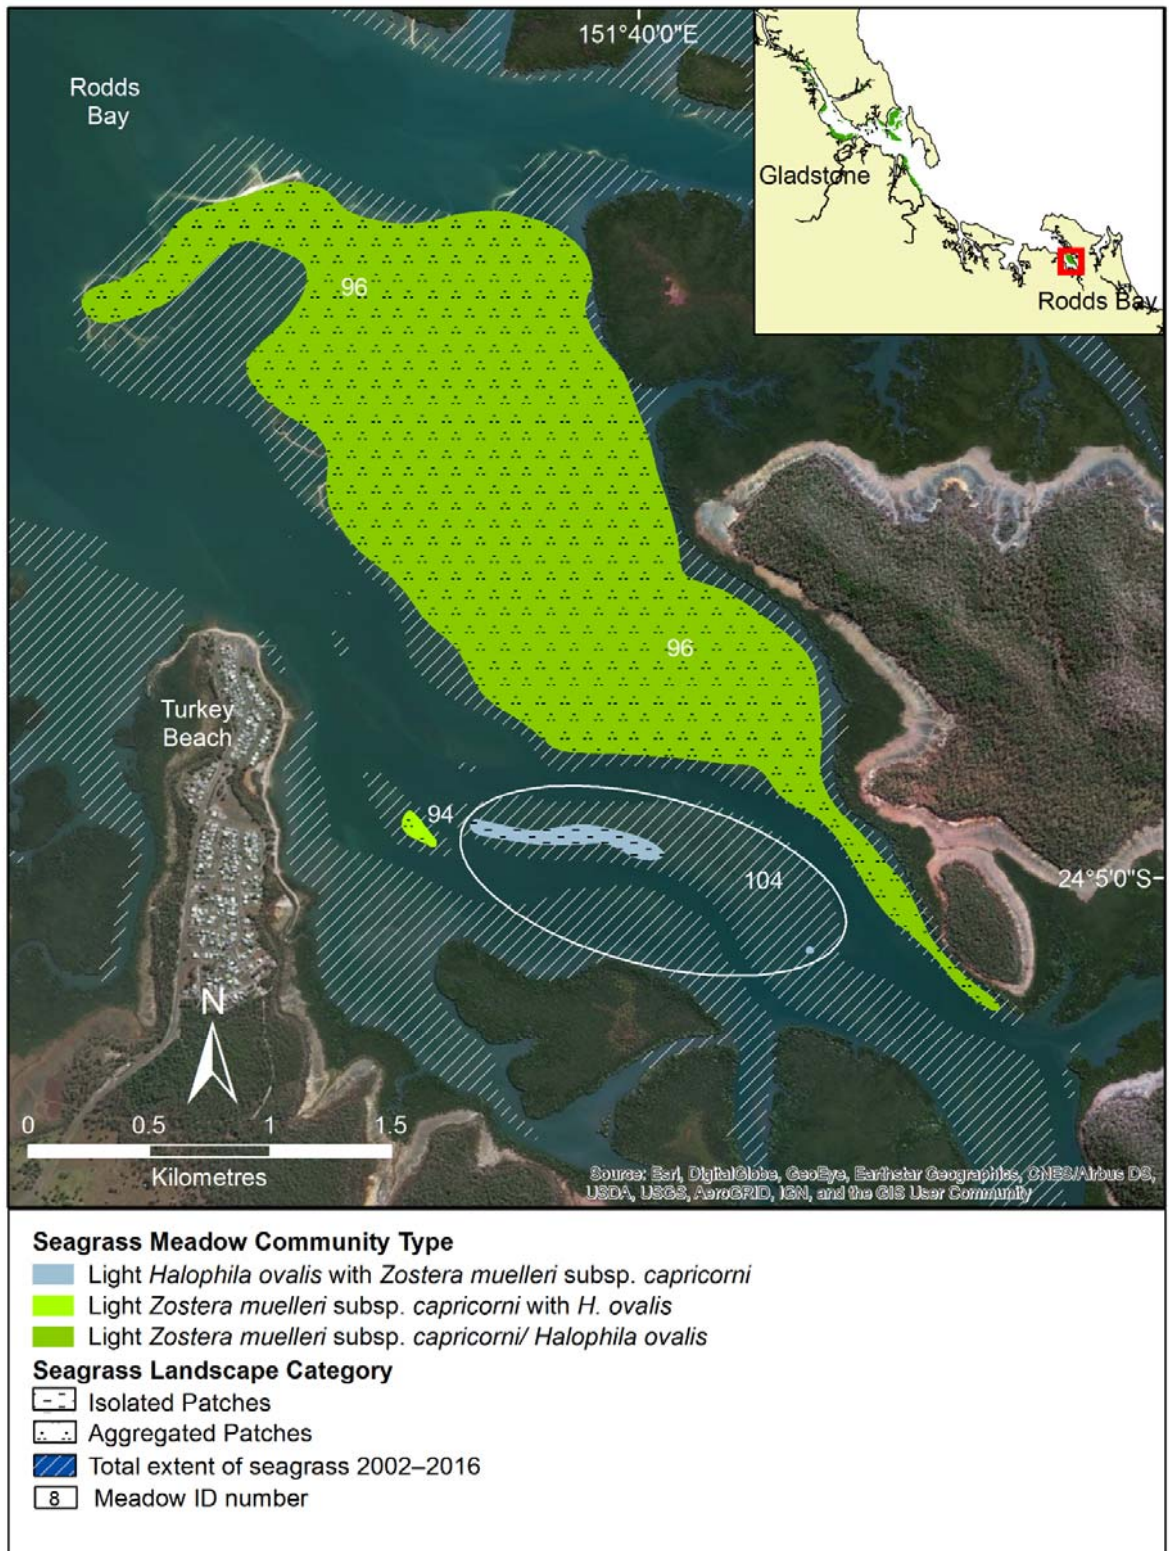 151°40'0"E
Rodds
Bay
Gladstone
Rodds Bay
96
96
Turkey
Beach
94
104
24°5'0"S
N
0 0.5 1 1.5
Kilometres
Source: Esri, DigitalGlobe, GeoEye, Earthstar Geographics, CNES/Airbus DS,
USDA, USGS, AeroGRID, IGN, and the GIS User Community
Seagrass Meadow Community Type
Light Halophila ovalis with Zostera muelleri subsp. capricorni
Light Zostera muelleri subsp. capricorni with H. ovalis
Light Zostera muelleri subsp. capricorni/ Halophila ovalis
Seagrass Landscape Category
Isolated Patches
Aggregated Patches
Total extent of seagrass 2002–2016
8 Meadow ID number